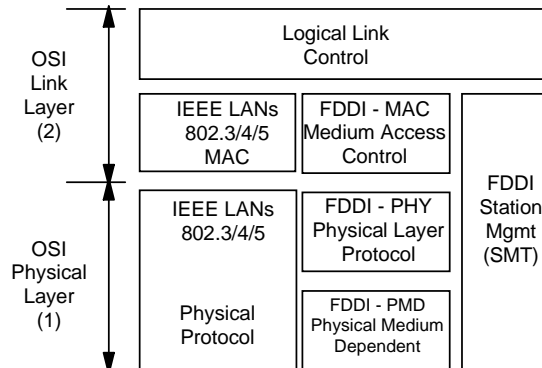 OSI
Link
Layer
(2)
Logical Link
Control
IEEE LANs
802.3/4/5
MAC
FDDI - MAC
Medium Access
Control
FDDI
Station
Mgmt
(SMT)
OSI
Physical
Layer
(1)
IEEE LANs
802.3/4/5
Physical
Protocol
FDDI - PHY
Physical Layer
Protocol
FDDI - PMD
Physical Medium
Dependent